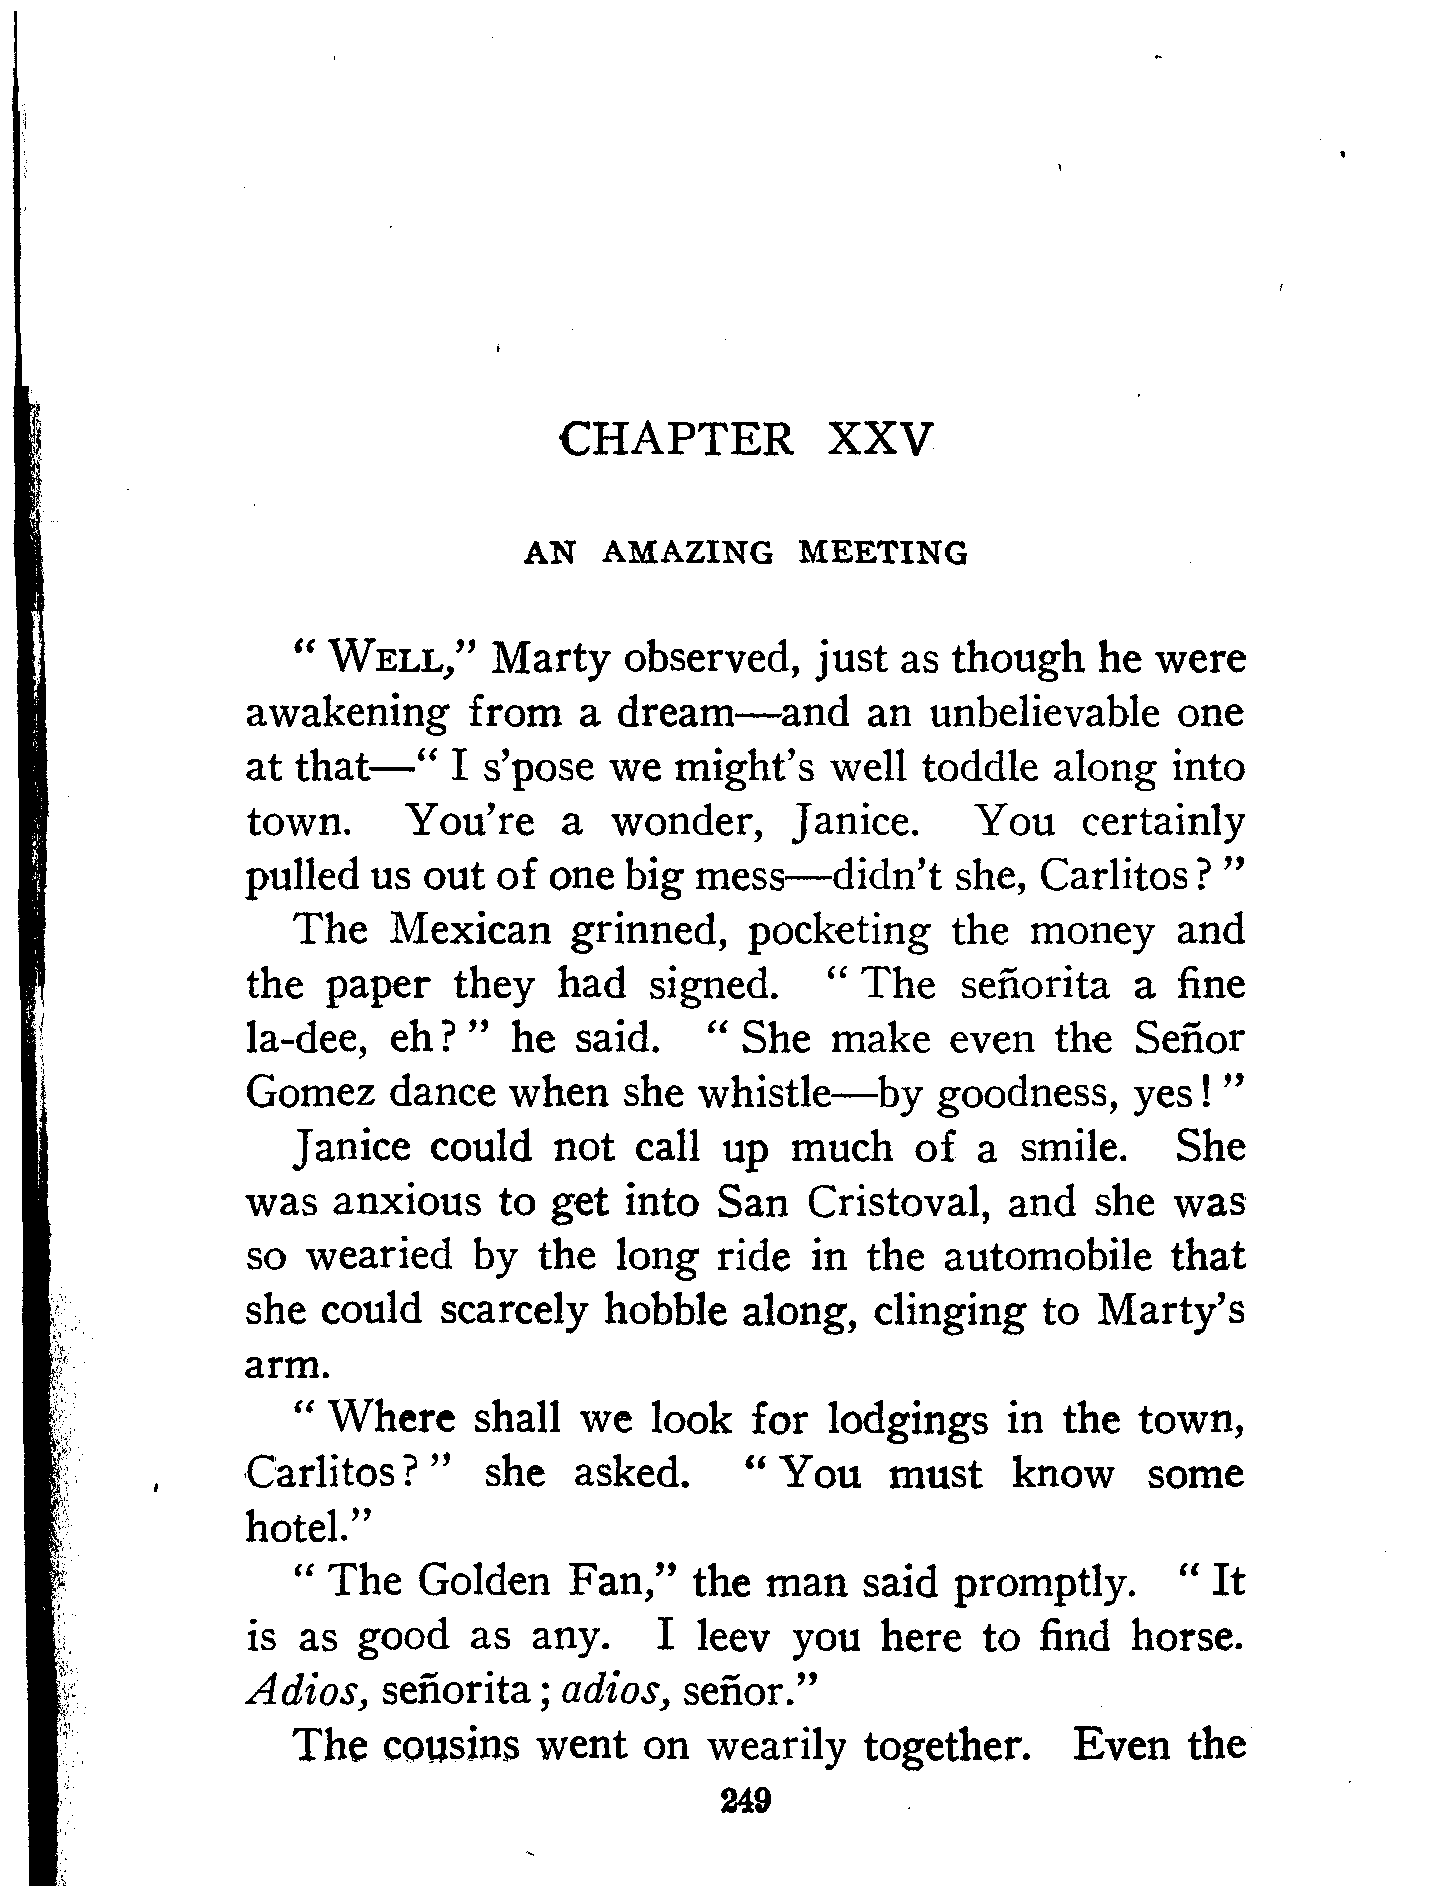 CHAPTER XXV
AN AMAZING MEETING
“ WELL,” Marty observed, just as though he were
awakening from a dream—and an unbelievable one
at that—“ I s’pose we might’s well toddle along into
town. You’re a wonder, Janice. You certainly
pulled us out of one big mess—didn’t she, Carlitos? ”
The Mexican grinned, pocketing the money and
the paper they had signed. “ The señorita a fine
la-dee, eh? ” he said. “ She make even the Señor
Gomez dance when she whistle—by goodness, yes! ”
Janice could not call up much of a smile. She
was anxious to get into San Cristoval, and she was
so wearied by the long ride in the automobile that
she could scarcely hobble along, clinging to Marty’s
arm.
“ Where shall we look for lodgings in the town,
Carlitos? ” she asked. “ You must know some
hotel.”
“ The Golden Fan,” the man said promptly. “ It
is as good as any. I leev you here to find horse.
Adios, señorita; adios, señor.”
The cousins went on wearily together. Even the
249